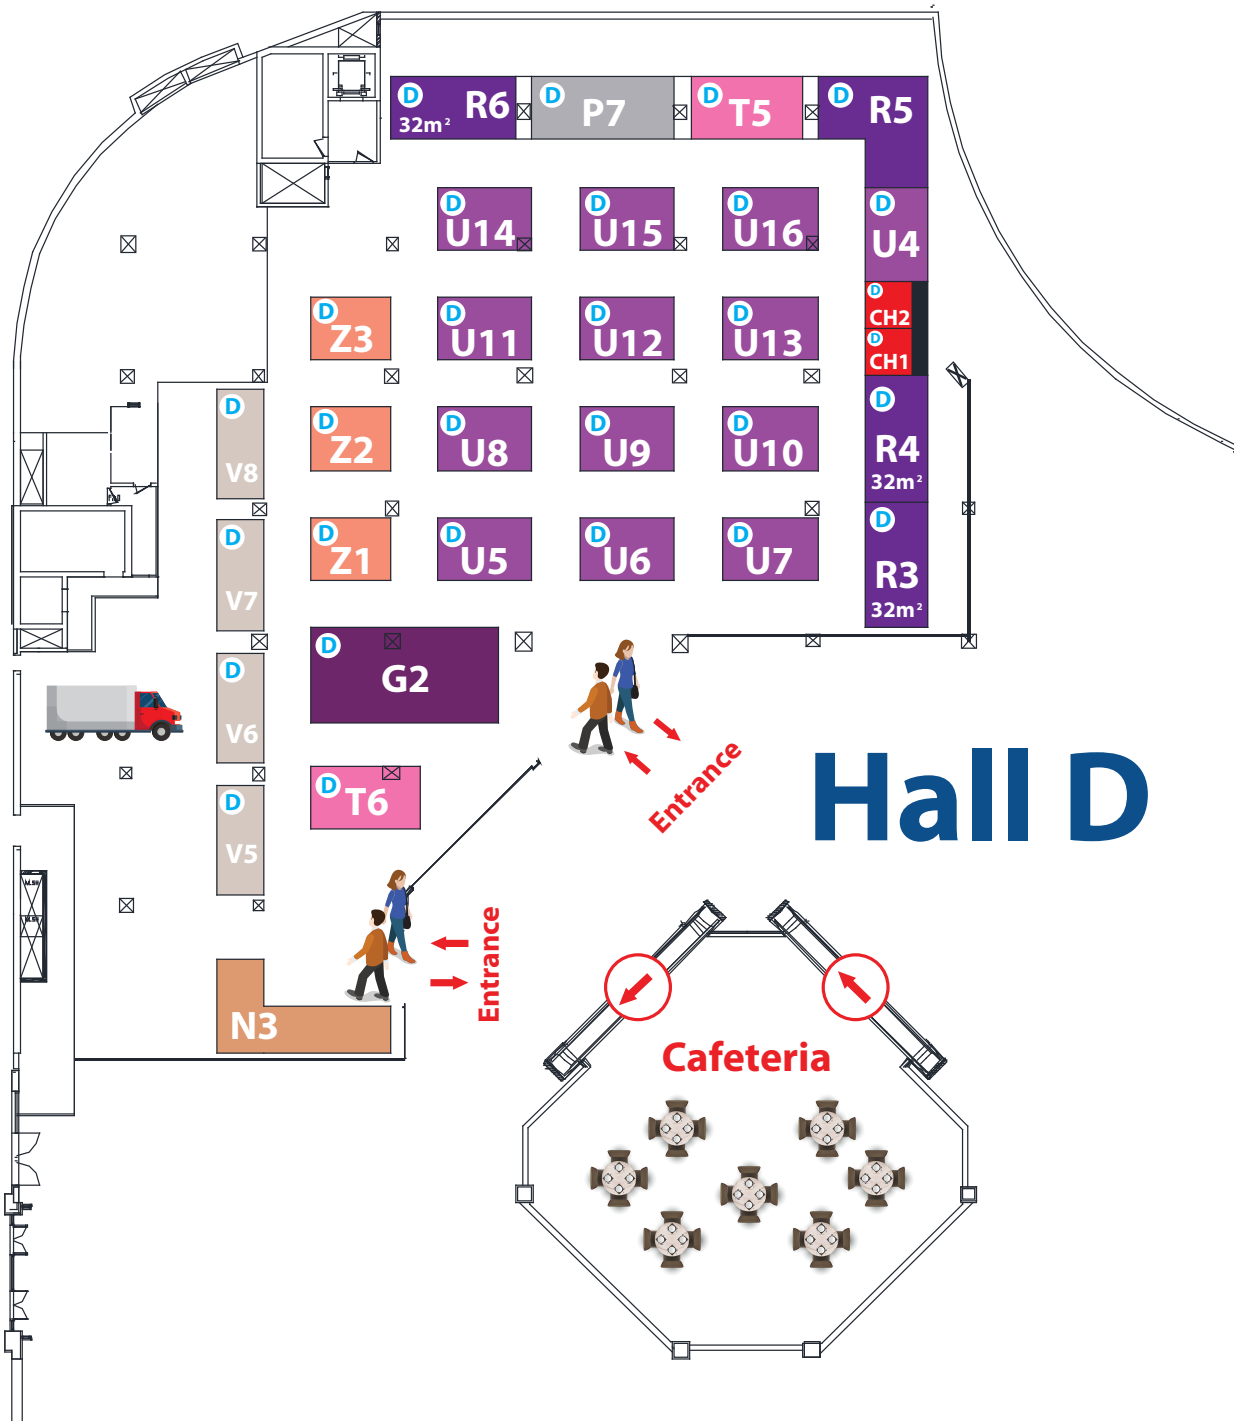 D R6
32m²
D P7
D T5
D R5
D U14
D U15
D U16
D U4
D CH2
D CH1
D Z3
D U11
D U12
D U13
D V8
D Z2
D U8
D U9
D U10
D R4
32m²
D V7
D Z1
D U5
D U6
D U7
D R3
32m²
D V6
D G2
Entrance
Hall D
D V5
D T6
Entrance
N3
Cafeteria